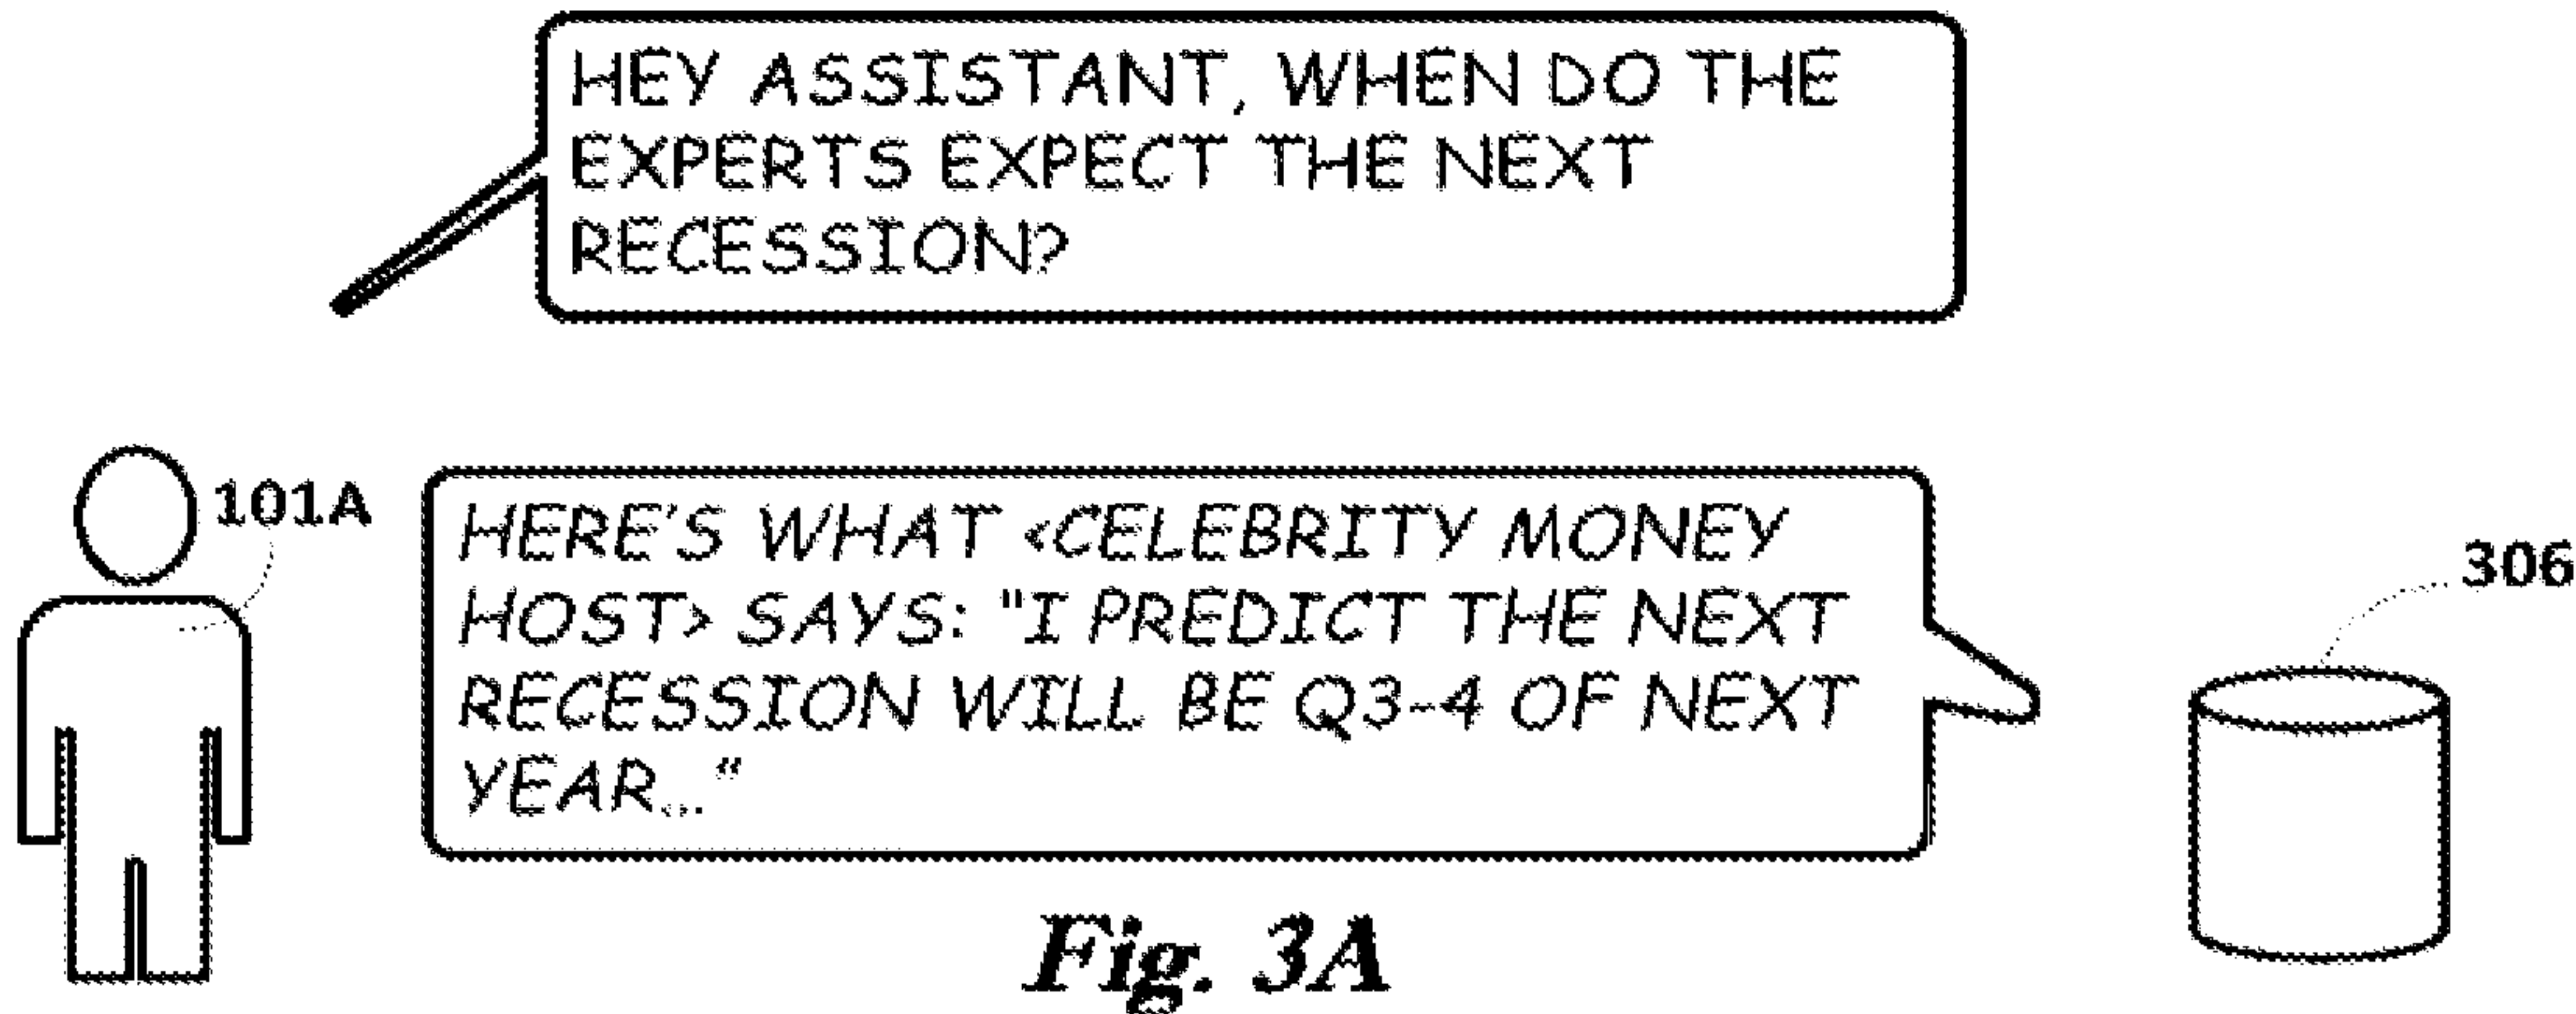 HEY ASSISTANT, WHEN DO THE
EXPERTS EXPECT THE NEXT
RECESSION?
101A
HERE'S WHAT <CELEBRITY MONEY
HOST> SAYS: "I PREDICT THE NEXT
RECESSION WILL BE Q3-4 OF NEXT
YEAR..."
306
Fig. 3A